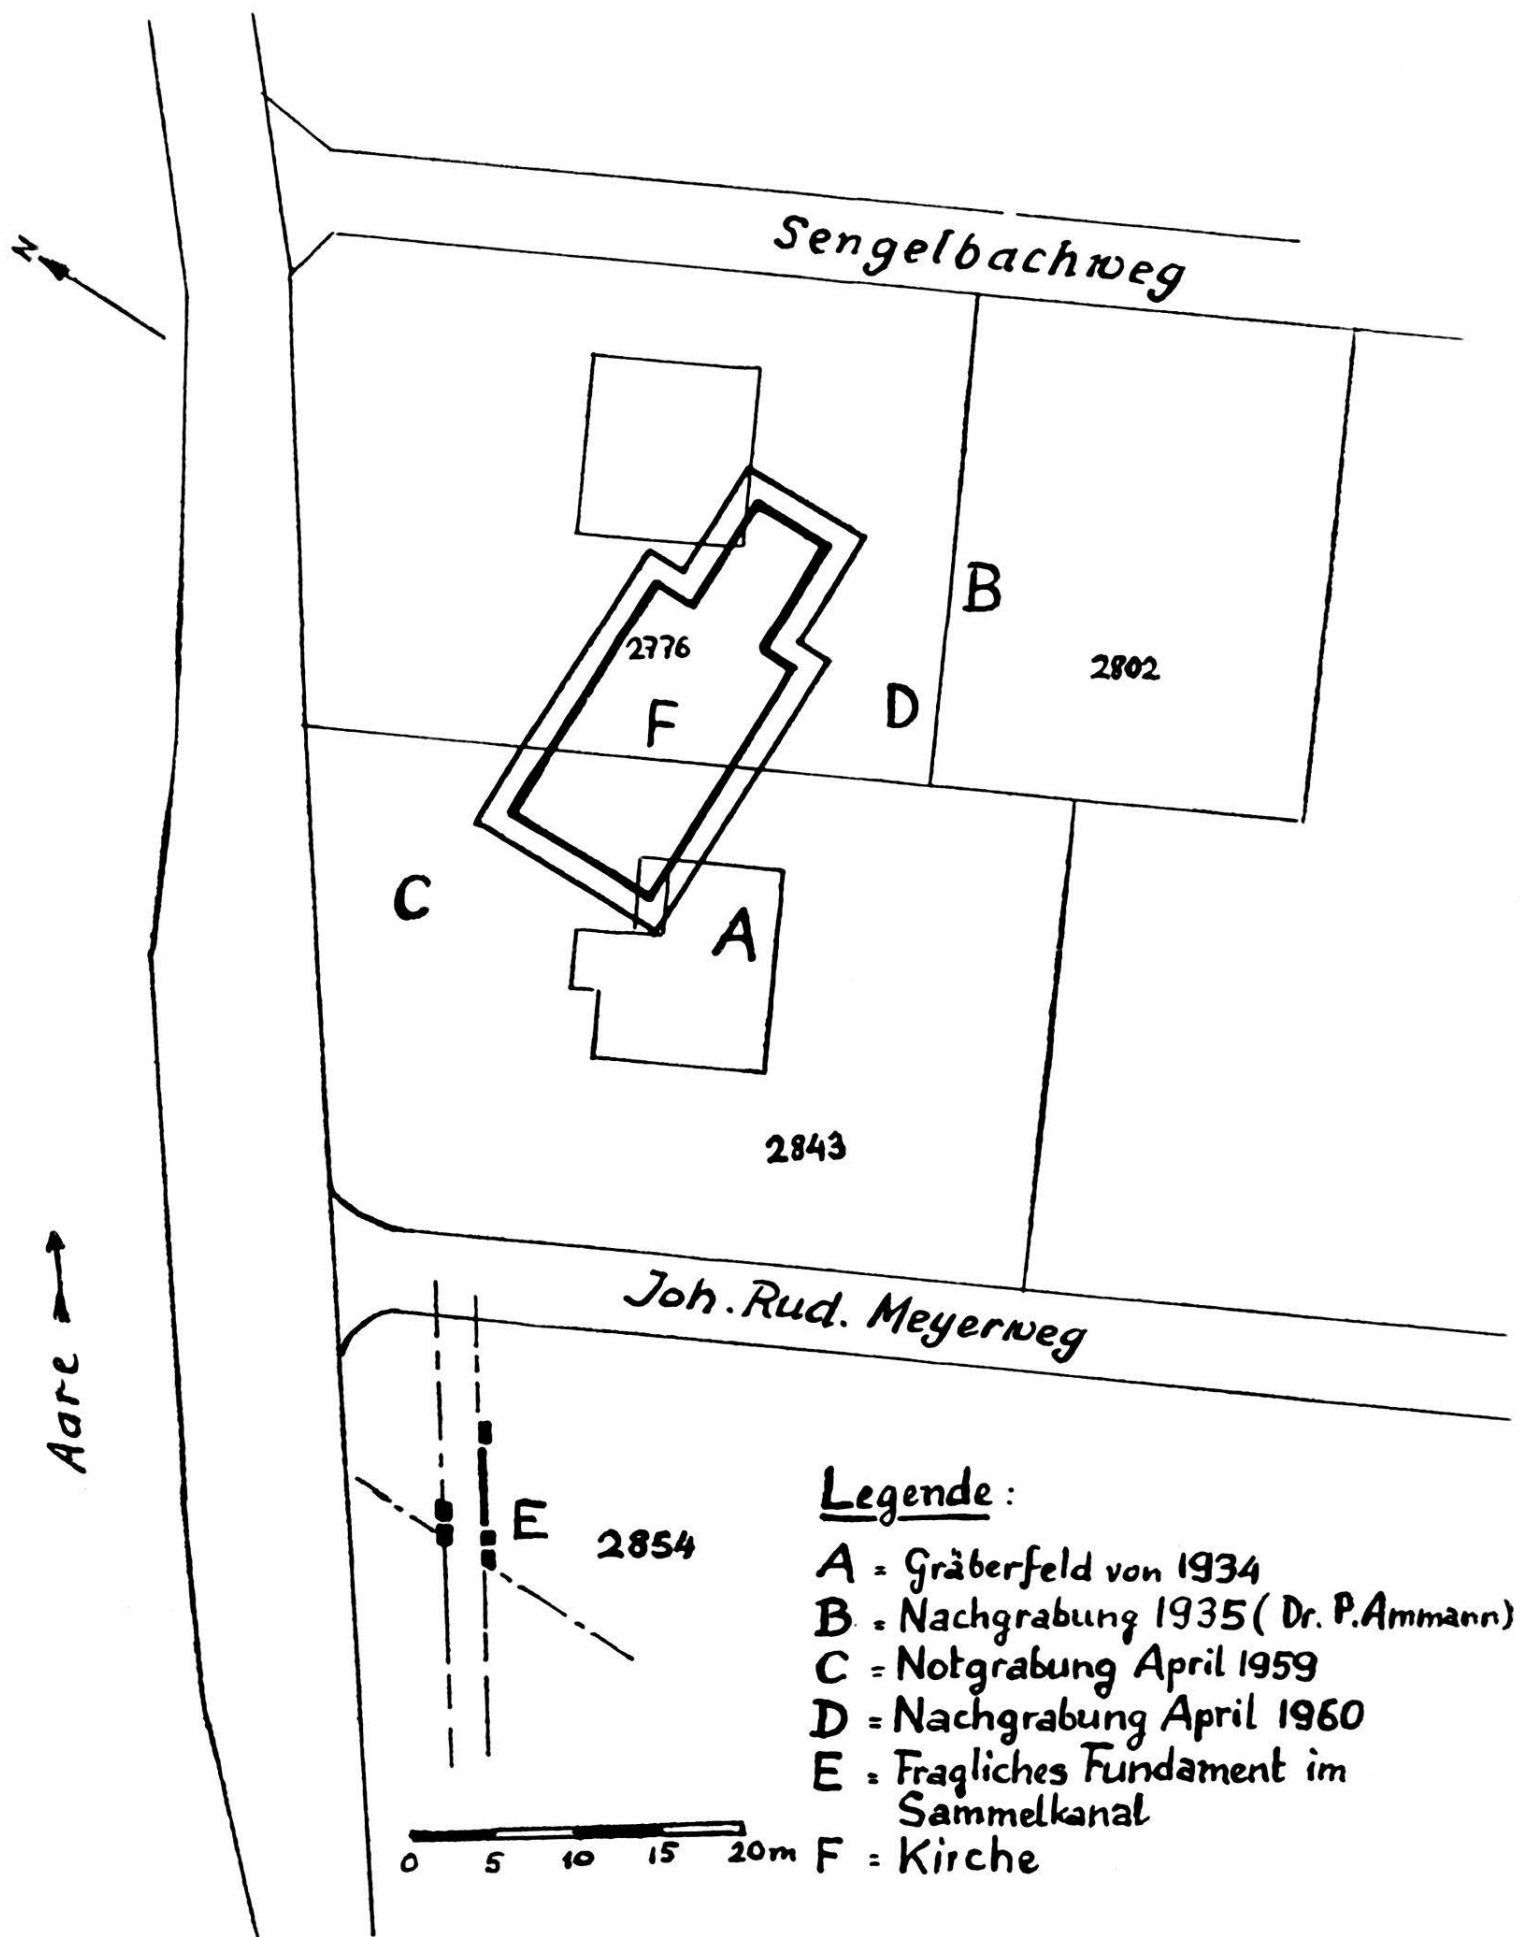 Sengelbachweg
N
B
2776
2802
D
F
C
A
2843
Joh. Rud. Meyerweg
Aare
E
2854
Legende :
A = Gräberfeld von 1934
B = Nachgrabung 1935 ( Dr. P. Ammann)
C = Notgrabung April 1959
D = Nachgrabung April 1960
E = Fragliches Fundament im
Sammelkanal
F = Kirche
0 5 10 15 20m